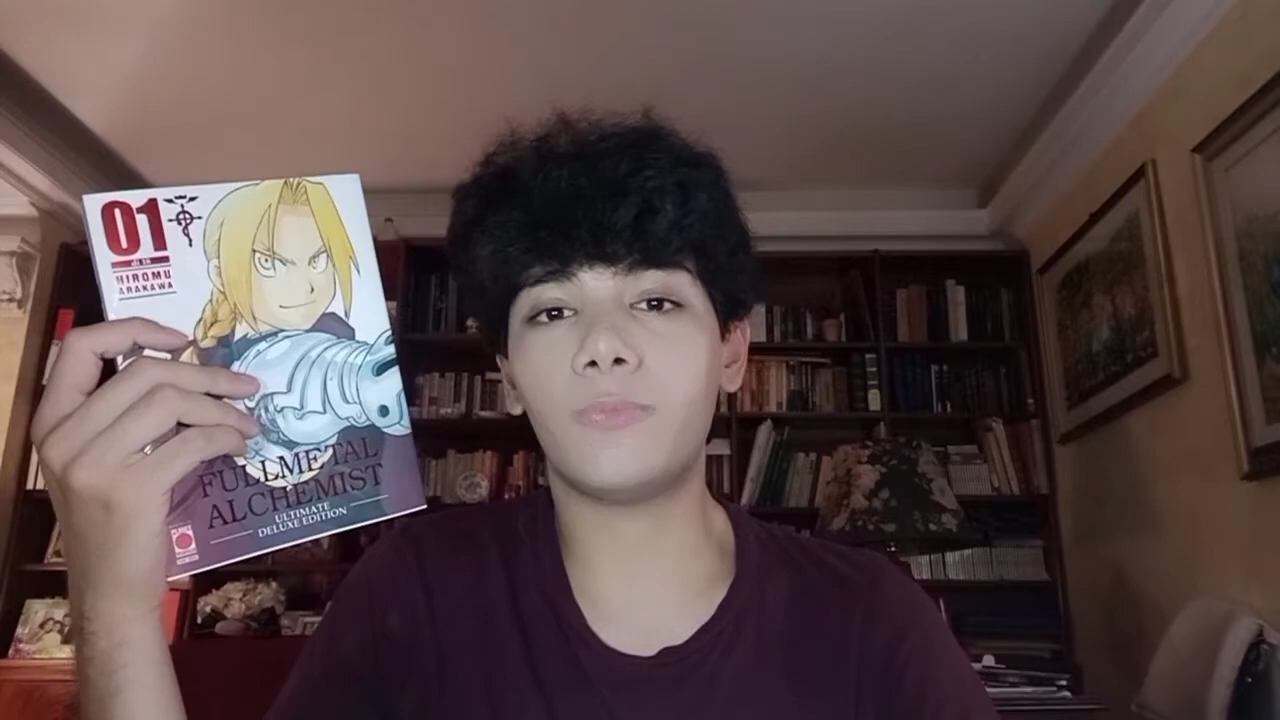 01
di 18
HIROMU
ARAKAWA
FULLMETAL
ALCHEMIST
ULTIMATE
DELUXE EDITION